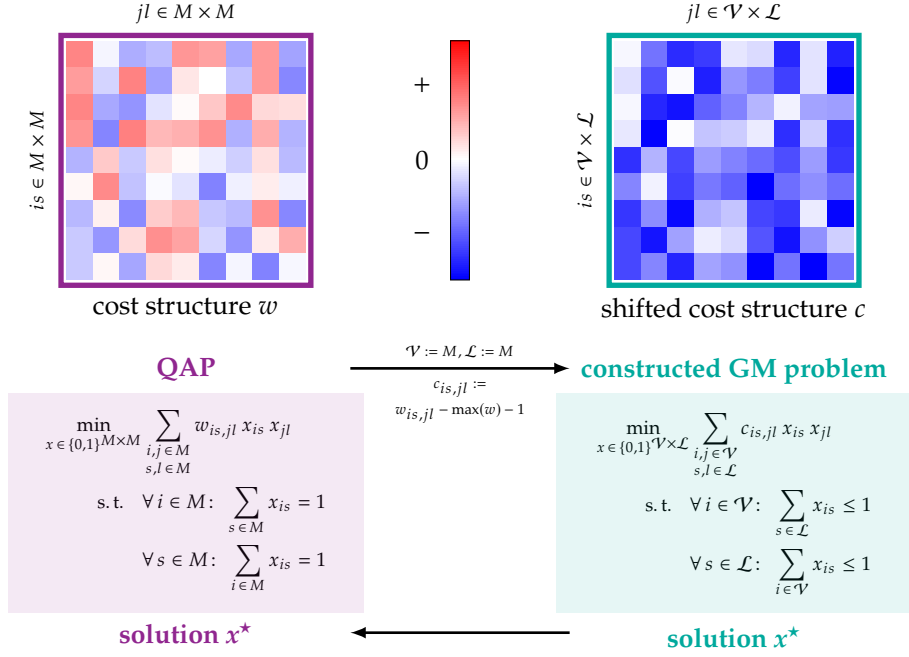 jl ∈ M × M
jl ∈ 𝒱 × ℒ
is ∈ M × M
+
0
−
is ∈ 𝒱 × ℒ
cost structure w
shifted cost structure c
QAP
𝒱 := M, ℒ := M
constructed GM problem
c_{is,jl} :=
w_{is,jl} − max(w) − 1
min_{x ∈ {0,1}^{M×M}} ∑_{i,j ∈ M s,l ∈ M} w_{is,jl} x_{is} x_{jl}
s.t. ∀ i ∈ M: ∑_{s ∈ M} x_{is} = 1
∀ s ∈ M: ∑_{i ∈ M} x_{is} = 1
min_{x ∈ {0,1}^{𝒱×ℒ}} ∑_{i,j ∈ 𝒱 s,l ∈ ℒ} c_{is,jl} x_{is} x_{jl}
s.t. ∀ i ∈ 𝒱: ∑_{s ∈ ℒ} x_{is} ≤ 1
∀ s ∈ ℒ: ∑_{i ∈ 𝒱} x_{is} ≤ 1
solution x★
solution x★